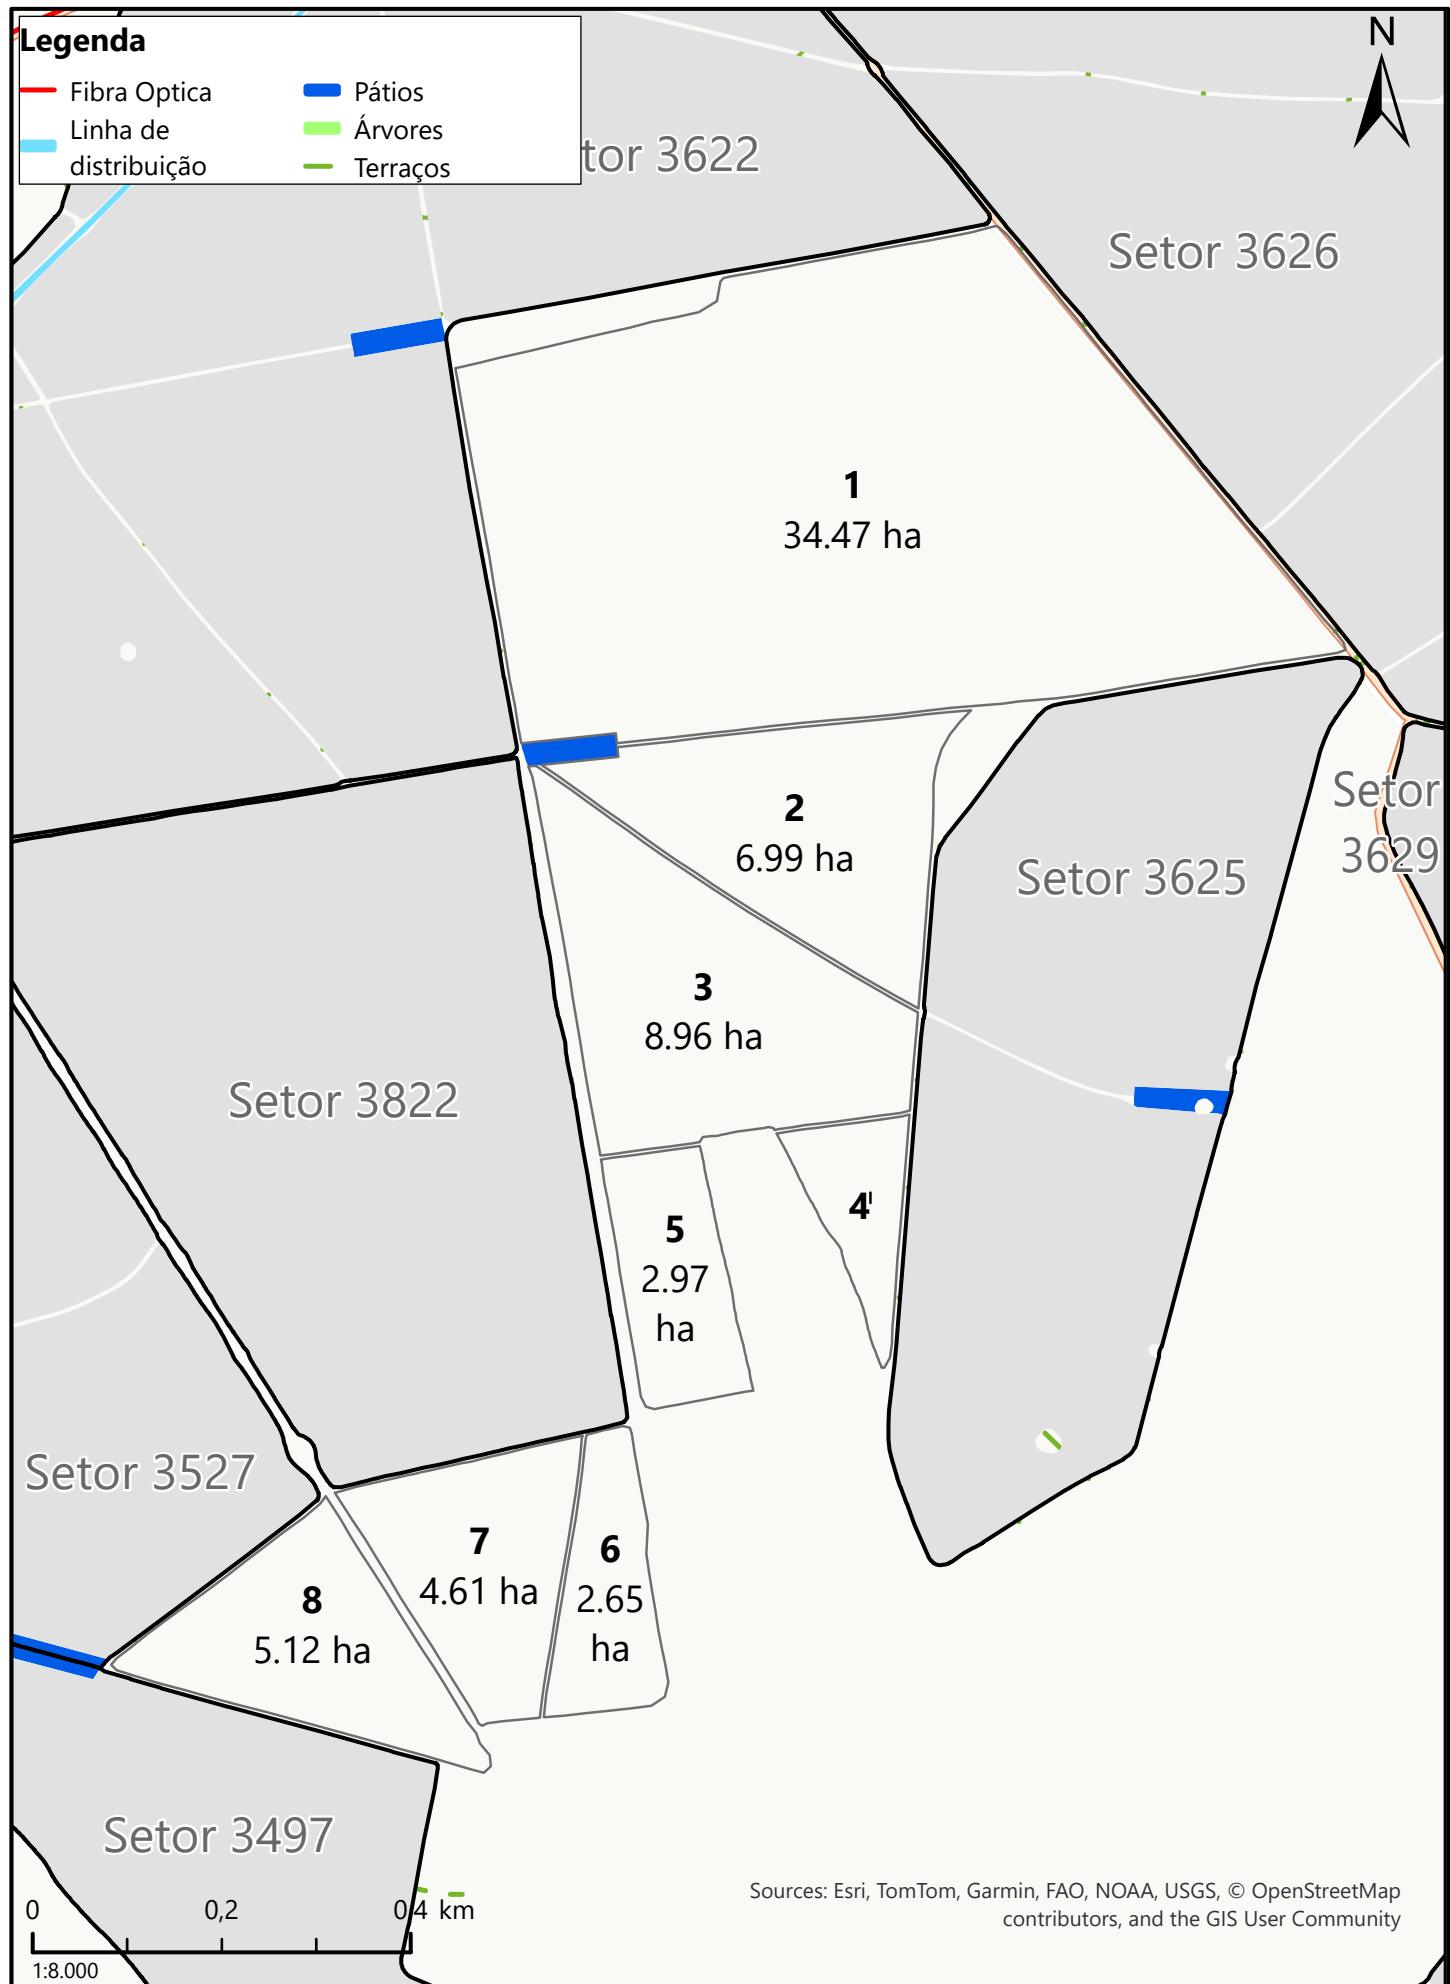 Legenda
Fibra Optica
Linha de
distribuição
Pátios
Árvores
Terraços
N
tor 3622
Setor 3626
1
34.47 ha
2
6.99 ha
Setor
3629
Setor 3625
3
8.96 ha
Setor 3822
4
5
2.97
ha
Setor 3527
7
4.61 ha
6
2.65
ha
8
5.12 ha
Setor 3497
0
0,2
0,4 km
1:8.000
Sources: Esri, TomTom, Garmin, FAO, NOAA, USGS, © OpenStreetMap
contributors, and the GIS User Community